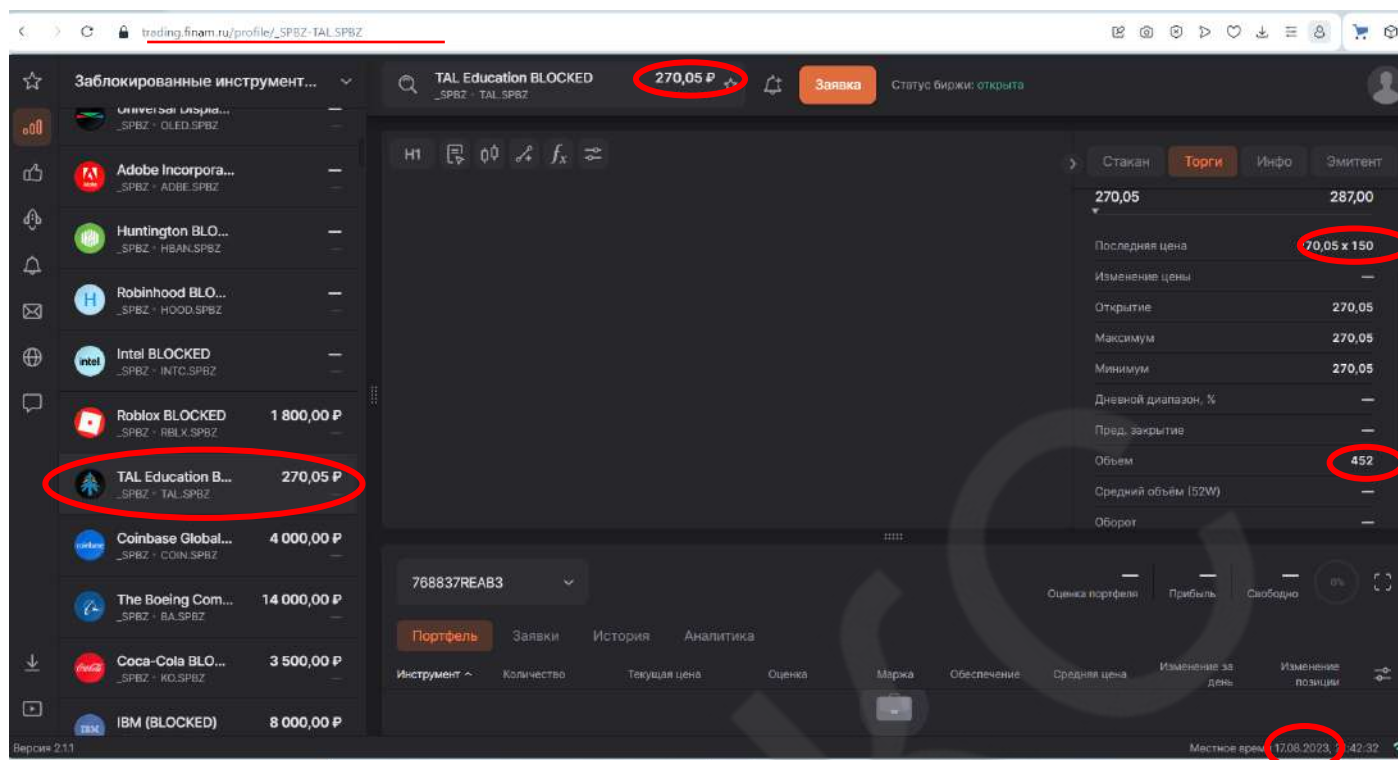 trading.finam.ru/profile/_SPBZ-TAL.SPBZ
Заблокированные инструмент...
TAL Education BLOCKED
270,05 ₽
_SPBZ · TAL.SPBZ
Заявка
Статус биржи: открыта
Universal Displa...
—
_SPBZ · OLED.SPBZ
—
Adobe Incorpora...
—
_SPBZ · ADBE.SPBZ
—
Huntington BLO...
—
_SPBZ · HBAN.SPBZ
—
Robinhood BLO...
—
_SPBZ · HOOD.SPBZ
—
Intel BLOCKED
—
_SPBZ · INTC.SPBZ
—
Roblox BLOCKED 1 800,00 ₽
_SPBZ · RBLX.SPBZ
—
TAL Education B... 270,05 ₽
_SPBZ · TAL.SPBZ
Coinbase Global... 4 000,00 ₽
_SPBZ · COIN.SPBZ
—
The Boeing Com... 14 000,00 ₽
_SPBZ · BA.SPBZ
—
Coca-Cola BLO... 3 500,00 ₽
_SPBZ · KO.SPBZ
—
IBM (BLOCKED) 8 000,00 ₽
Версия 2.1.1
H1
Стакан Торги Инфо Эмитент
270,05 287,00
Последняя цена 70,05 x 150
Изменение цены —
Открытие 270,05
Максимум 270,05
Минимум 270,05
Дневной диапазон, % —
Пред. закрытие —
Объем 452
Средний объём (52W) —
Оборот —
768837REAB3
— — —
Оценка портфеля Прибыль Свободно 0%
Портфель Заявки История Аналитика
Инструмент Количество Текущая цена Оценка Маржа Обеспечение Средняя цена Изменение за день Изменение позиции
Местное время 17.08.2023, :42:32